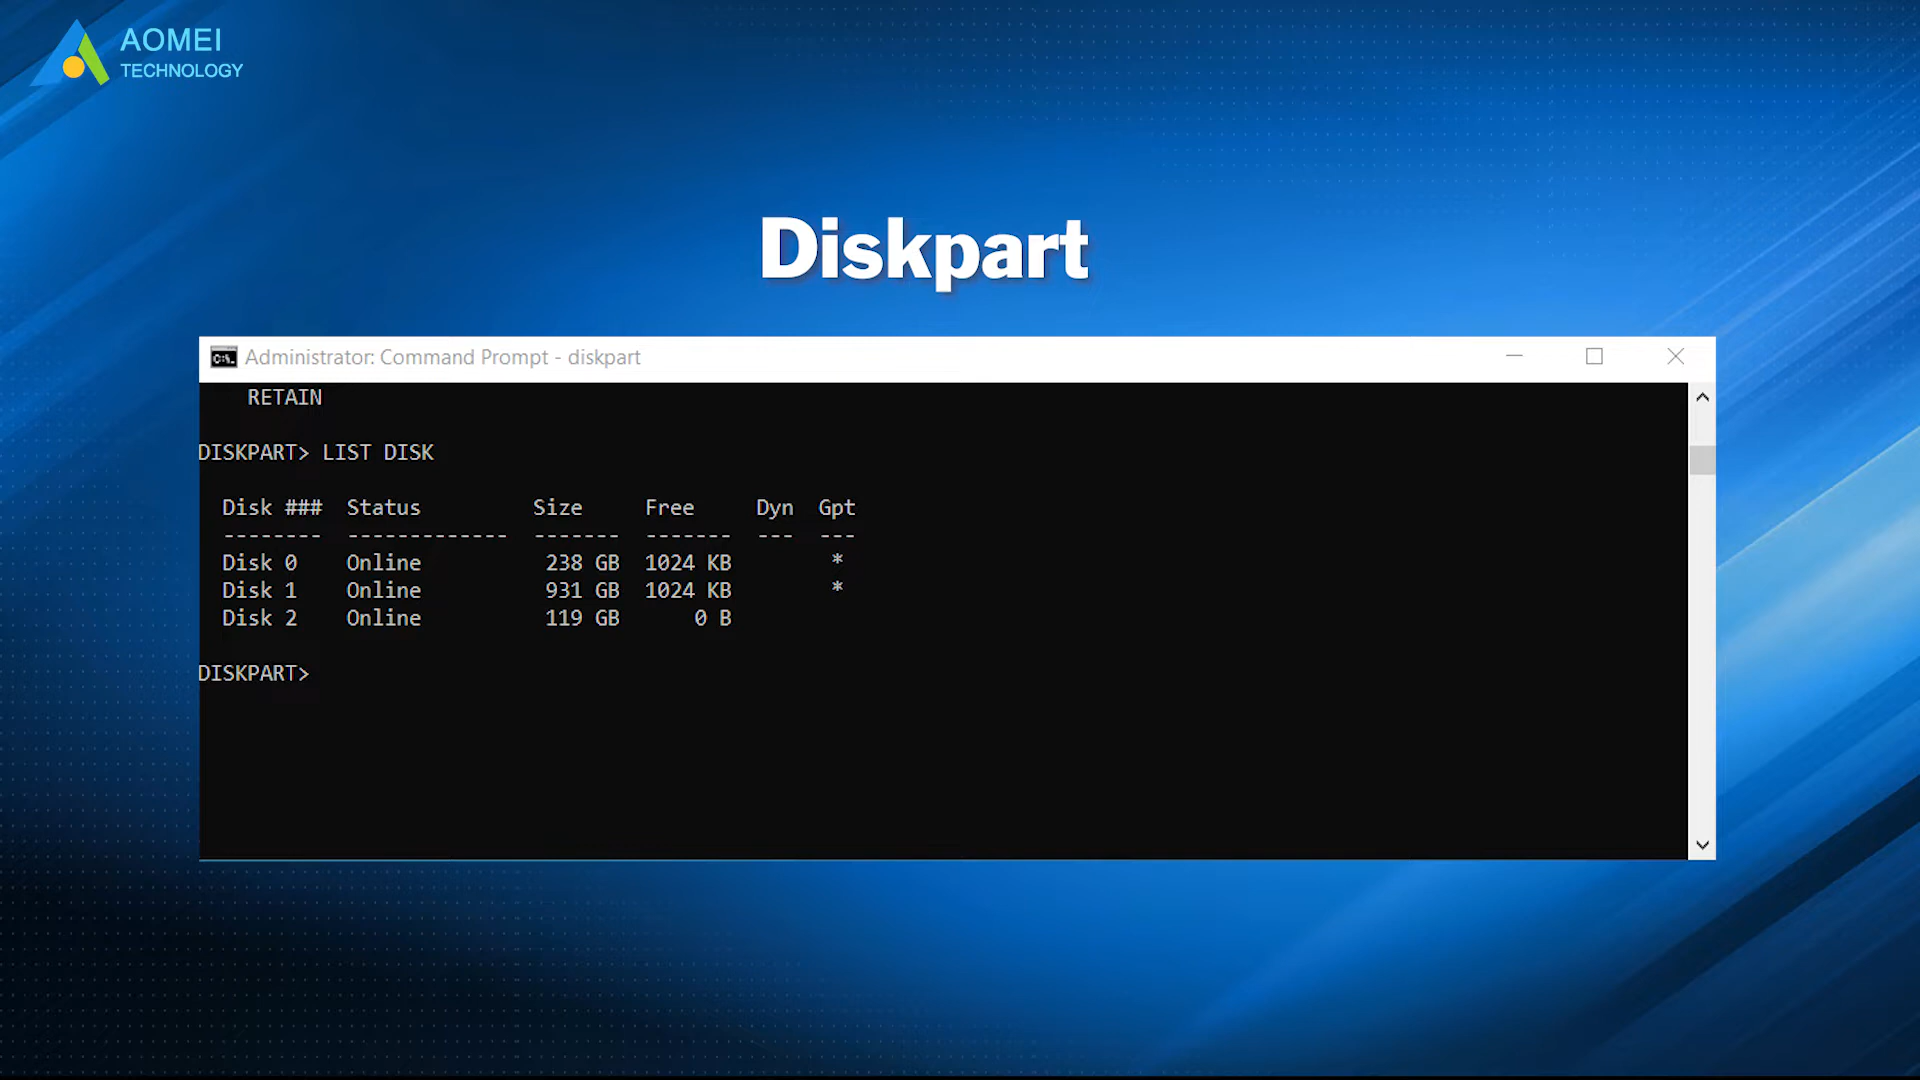 AOMEI
TECHNOLOGY
Diskpart
C:\. Administrator: Command Prompt - diskpart
RETAIN
DISKPART> LIST DISK
Disk ### Status Size Free Dyn Gpt
-------- ------------- ------- ------- --- ---
Disk 0 Online 238 GB 1024 KB *
Disk 1 Online 931 GB 1024 KB *
Disk 2 Online 119 GB 0 B
DISKPART>